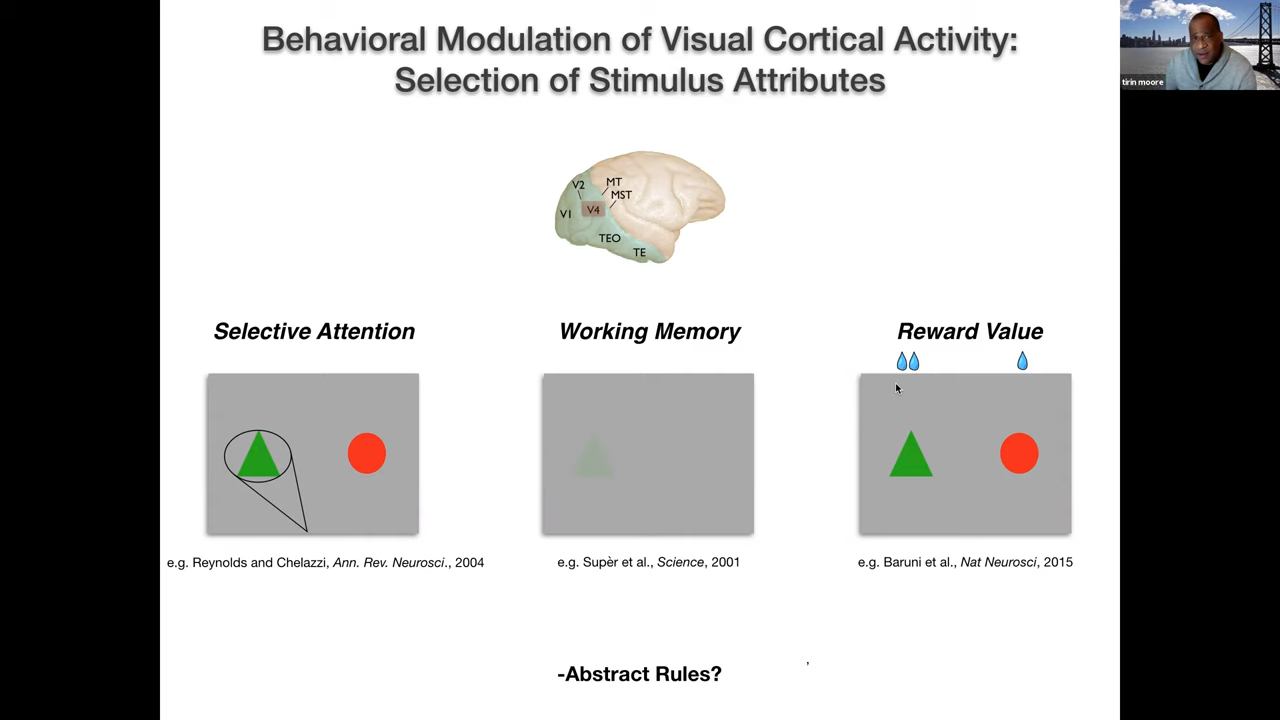 Behavioral Modulation of Visual Cortical Activity:
Selection of Stimulus Attributes
tirin moore
V2
MT
MST
V1
V4
TEO
TE
Selective Attention
Working Memory
Reward Value
e.g. Reynolds and Chelazzi, Ann. Rev. Neurosci., 2004
e.g. Supèr et al., Science, 2001
e.g. Baruni et al., Nat Neurosci, 2015
-Abstract Rules?
,